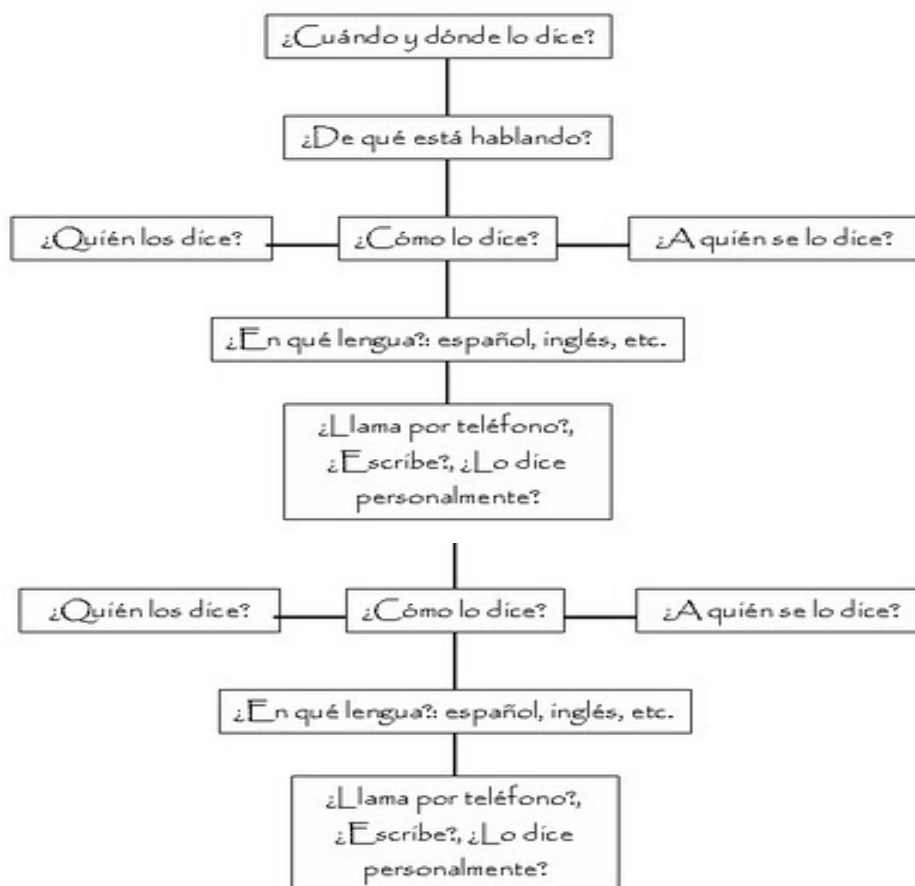 ¿Cuándo y dónde lo dice?
¿De qué está hablando?
¿Quién los dice?
¿Cómo lo dice?
¿A quién se lo dice?
¿En qué lengua?: español, inglés, etc.
¿Llama por teléfono?,
¿Escribe?, ¿Lo dice
personalmente?
¿Quién los dice?
¿Cómo lo dice?
¿A quién se lo dice?
¿En qué lengua?: español, inglés, etc.
¿Llama por teléfono?,
¿Escribe?, ¿Lo dice
personalmente?